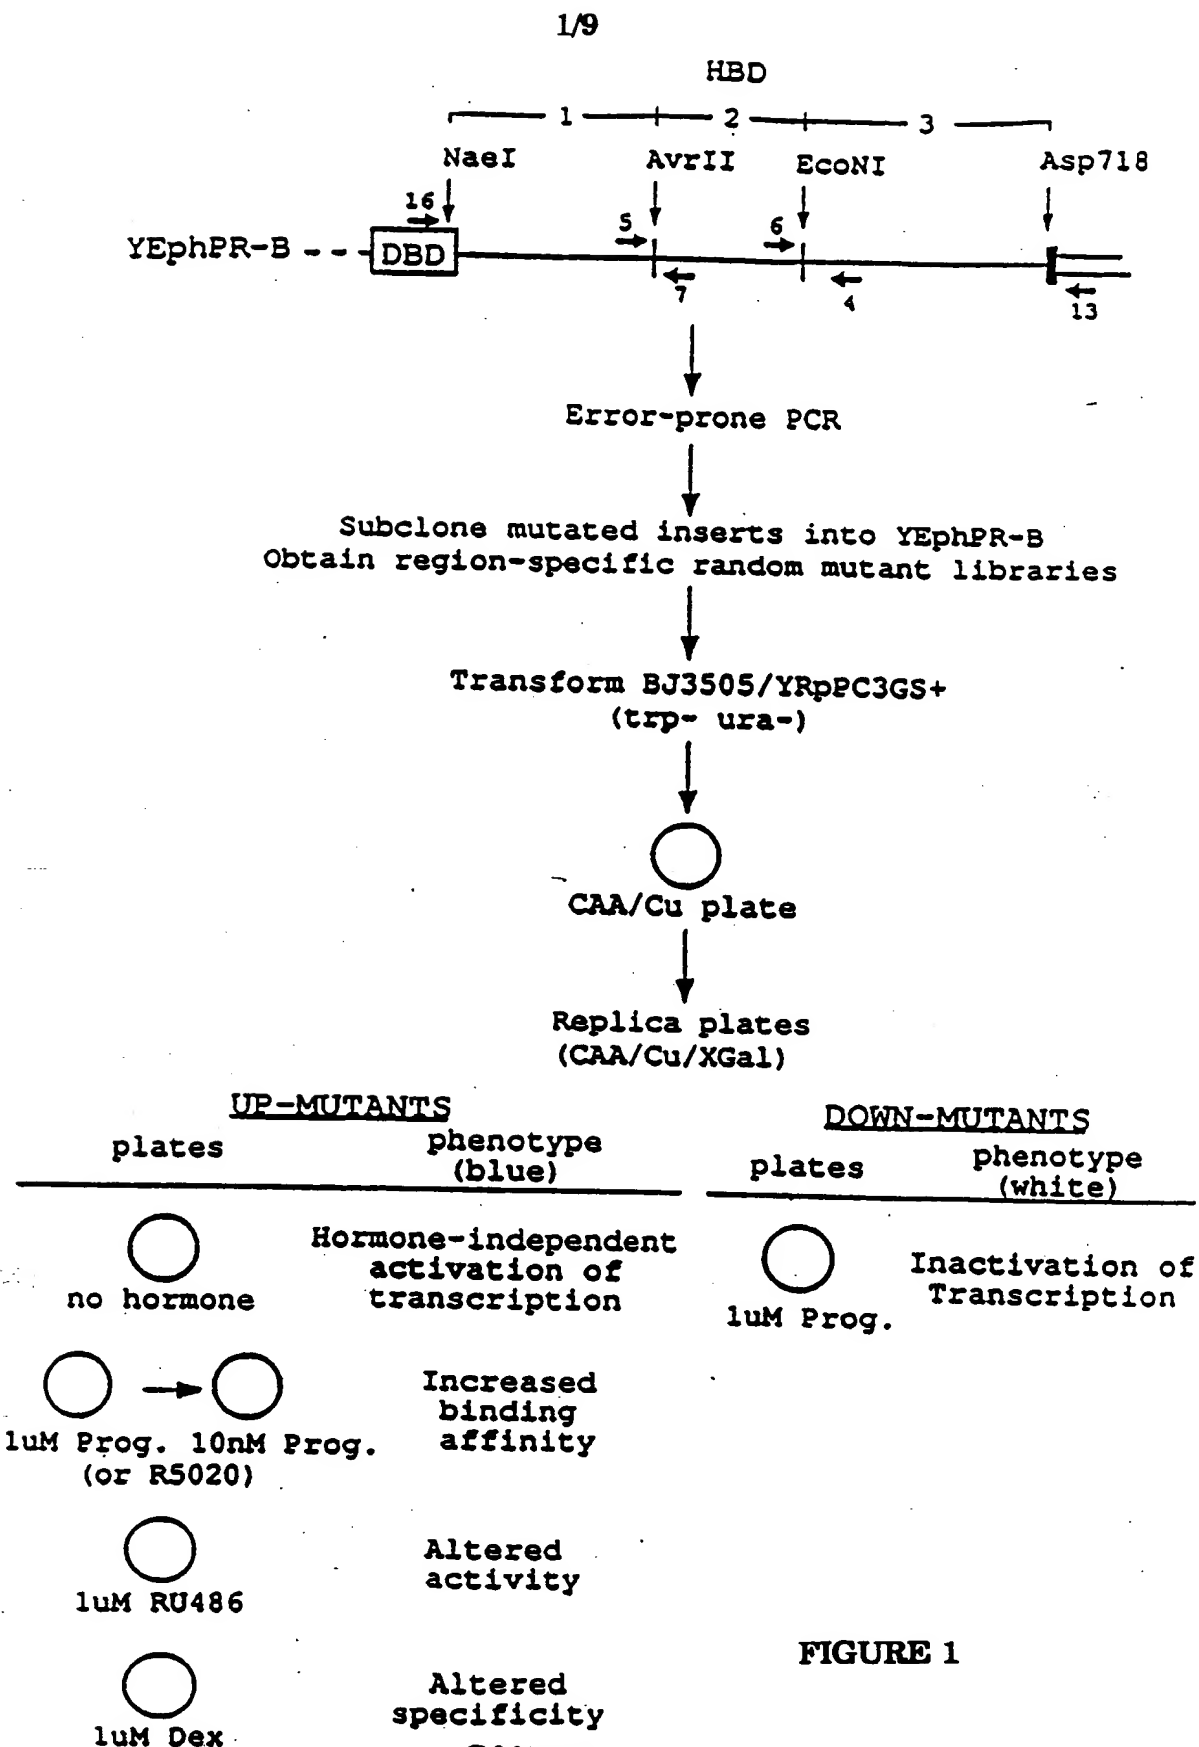 1/9
HBD
1 2 3
NaeI AvrII EcoNI Asp718
16 5 6
YEphPR-B DBD
7 4 13
Error-prone PCR
Subclone mutated inserts into YEphPR-B
Obtain region-specific random mutant libraries
Transform BJ3505/YRpPC3GS+
(trp- ura-)
CAA/Cu plate
Replica plates
(CAA/Cu/XGal)
UP-MUTANTS
plates phenotype
(blue)
no hormone
Hormone-independent
activation of
transcription
1uM Prog. 10nM Prog.
(or R5020)
Increased
binding
affinity
1uM RU486
Altered
activity
1uM Dex
Altered
specificity
DOWN-MUTANTS
plates phenotype
(white)
1uM Prog.
Inactivation of
Transcription
FIGURE 1